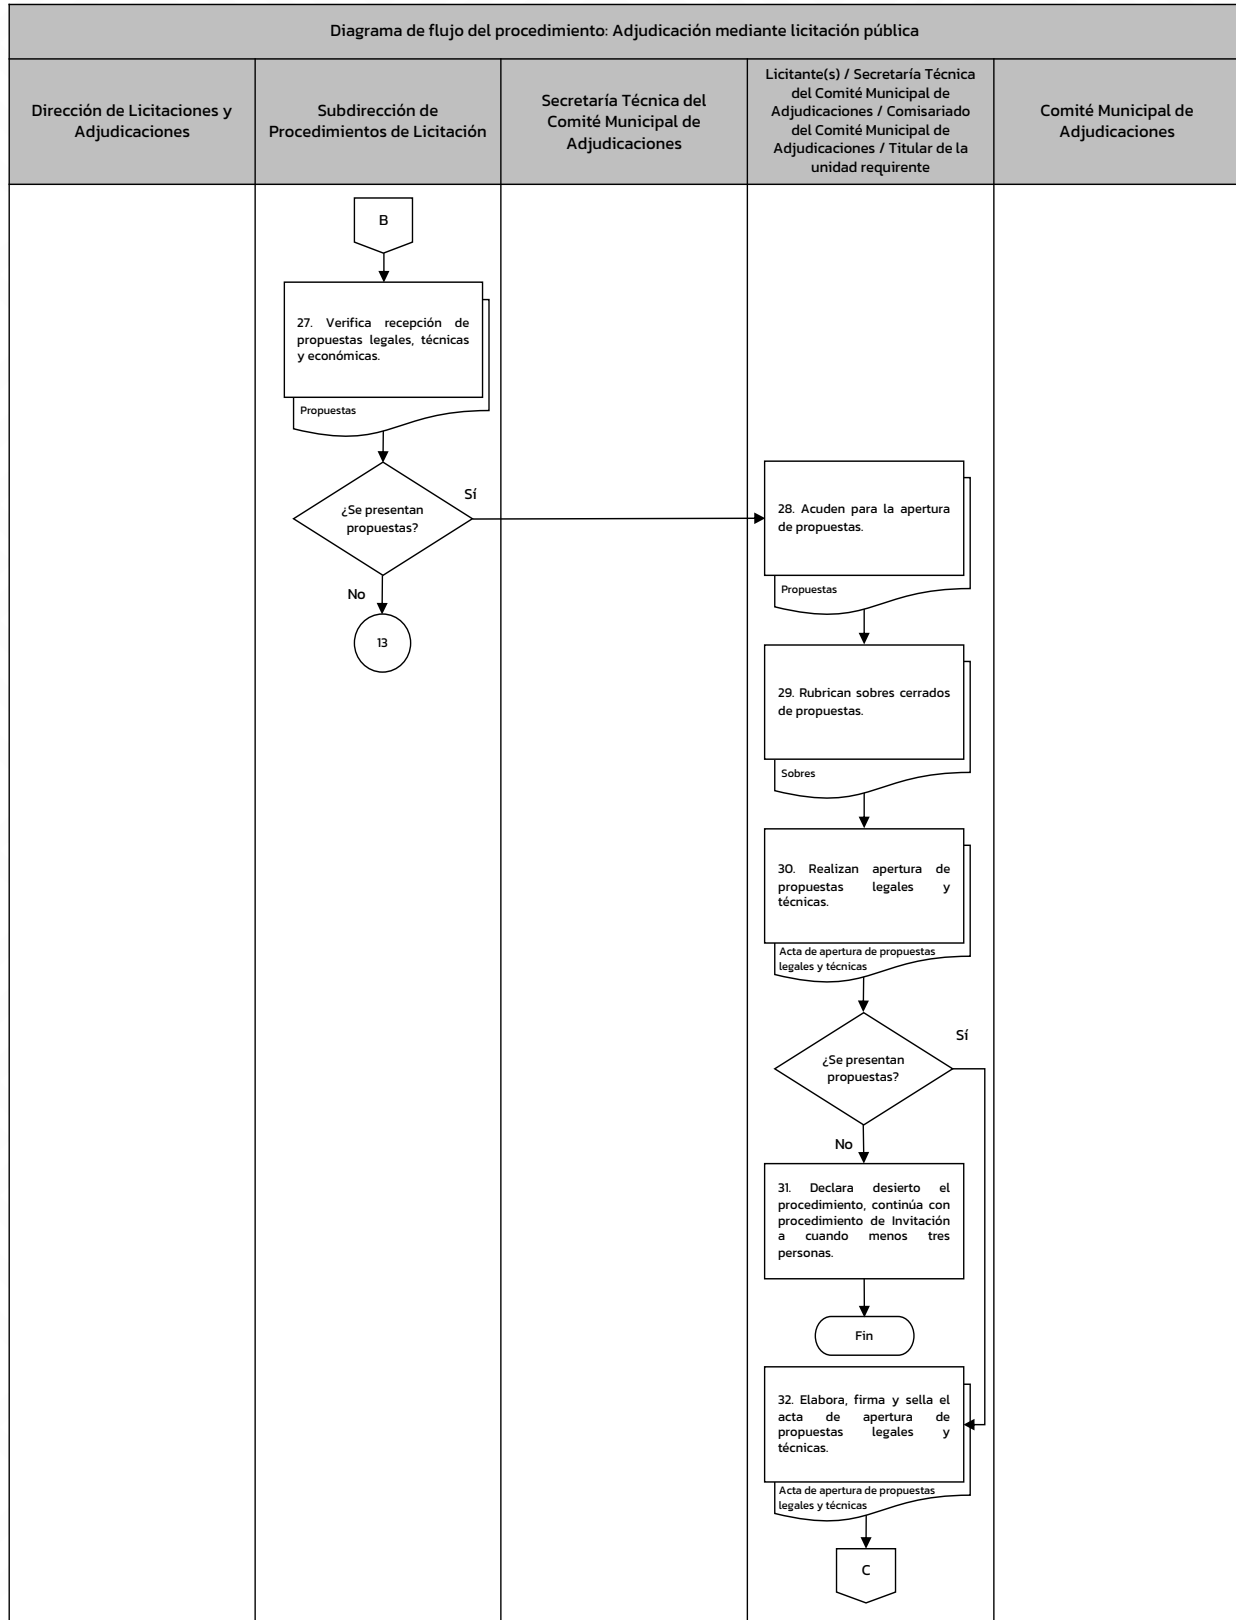 Diagrama de flujo del procedimiento: Adjudicación mediante licitación pública
Dirección de Licitaciones y
Adjudicaciones
Subdirección de
Procedimientos de Licitación
Secretaría Técnica del
Comité Municipal de
Adjudicaciones
Licitante(s) / Secretaría Técnica
del Comité Municipal de
Adjudicaciones / Comisariado
del Comité Municipal de
Adjudicaciones / Titular de la
unidad requirente
Comité Municipal de
Adjudicaciones
B
27. Verifica recepción de
propuestas legales, técnicas
y económicas.
Propuestas
¿Se presentan
propuestas?
Sí
No
13
28. Acuden para la apertura
de propuestas.
Propuestas
29. Rubrican sobres cerrados
de propuestas.
Sobres
30. Realizan apertura de
propuestas legales y
técnicas.
Acta de apertura de propuestas
legales y técnicas
¿Se presentan
propuestas?
Sí
No
31. Declara desierto el
procedimiento, continúa con
procedimiento de Invitación
a cuando menos tres
personas.
Fin
32. Elabora, firma y sella el
acta de apertura de
propuestas legales y
técnicas.
Acta de apertura de propuestas
legales y técnicas
C